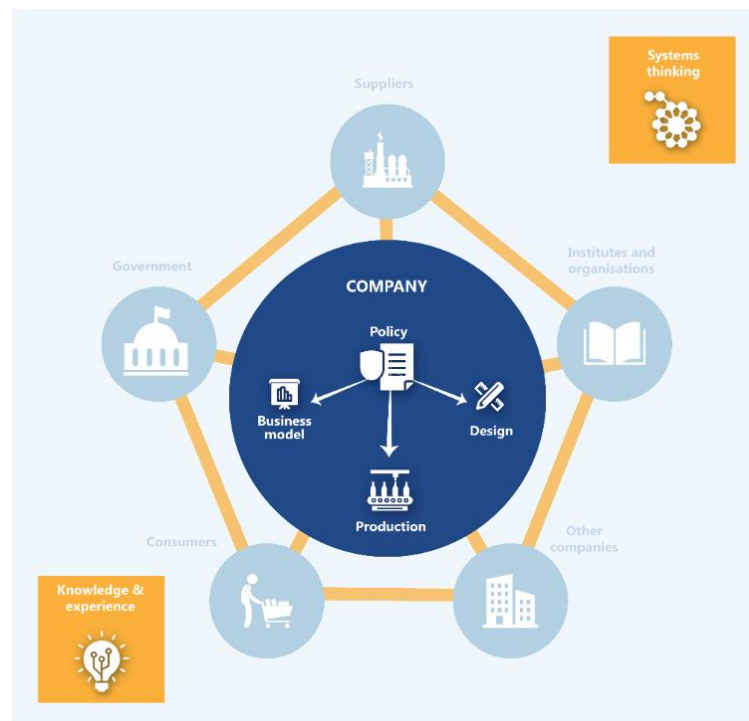 Systems
thinking
Suppliers
Government
Institutes and
organisations
COMPANY
Policy
Business
model
Design
Production
Consumers
Other
companies
Knowledge &
experience